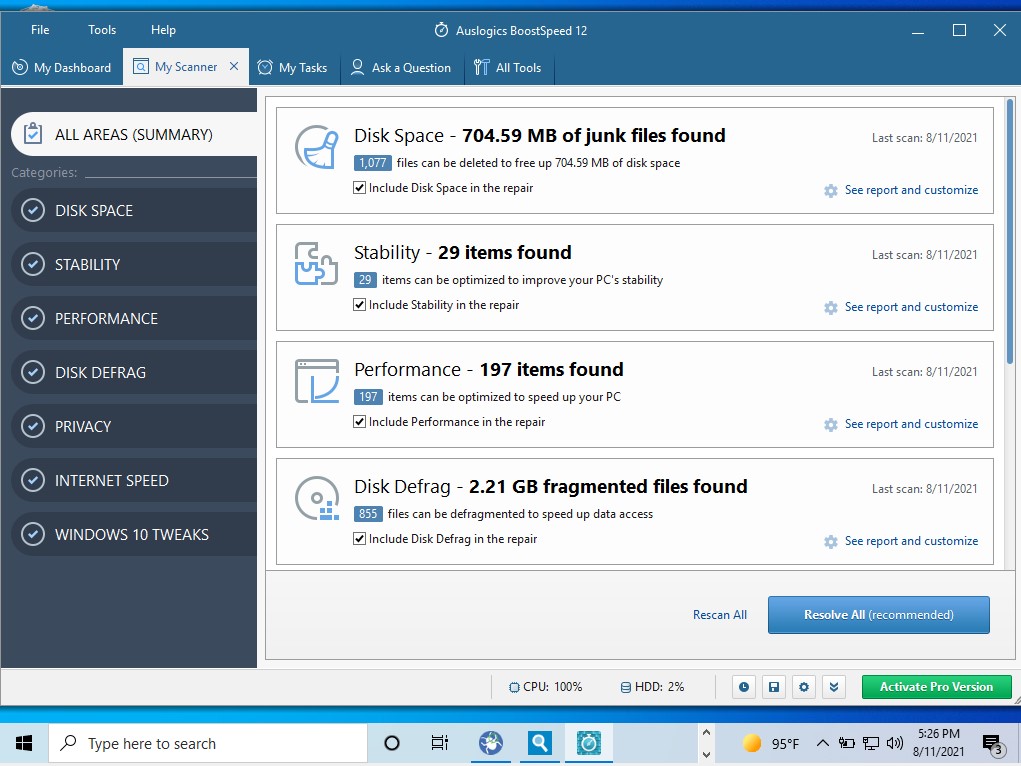 File
Tools
Help
Auslogics BoostSpeed 12
My Dashboard
My Scanner
My Tasks
Ask a Question
All Tools
ALL AREAS (SUMMARY)
Categories:
DISK SPACE
STABILITY
PERFORMANCE
DISK DEFRAG
PRIVACY
INTERNET SPEED
WINDOWS 10 TWEAKS
Disk Space - 704.59 MB of junk files found
Last scan: 8/11/2021
1,077 files can be deleted to free up 704.59 MB of disk space
Include Disk Space in the repair
See report and customize
Stability - 29 items found
Last scan: 8/11/2021
29 items can be optimized to improve your PC's stability
Include Stability in the repair
See report and customize
Performance - 197 items found
Last scan: 8/11/2021
197 items can be optimized to speed up your PC
Include Performance in the repair
See report and customize
Disk Defrag - 2.21 GB fragmented files found
Last scan: 8/11/2021
855 files can be defragmented to speed up data access
Include Disk Defrag in the repair
See report and customize
Rescan All
Resolve All (recommended)
CPU: 100%
HDD: 2%
Activate Pro Version
Type here to search
95°F
5:26 PM
8/11/2021
3